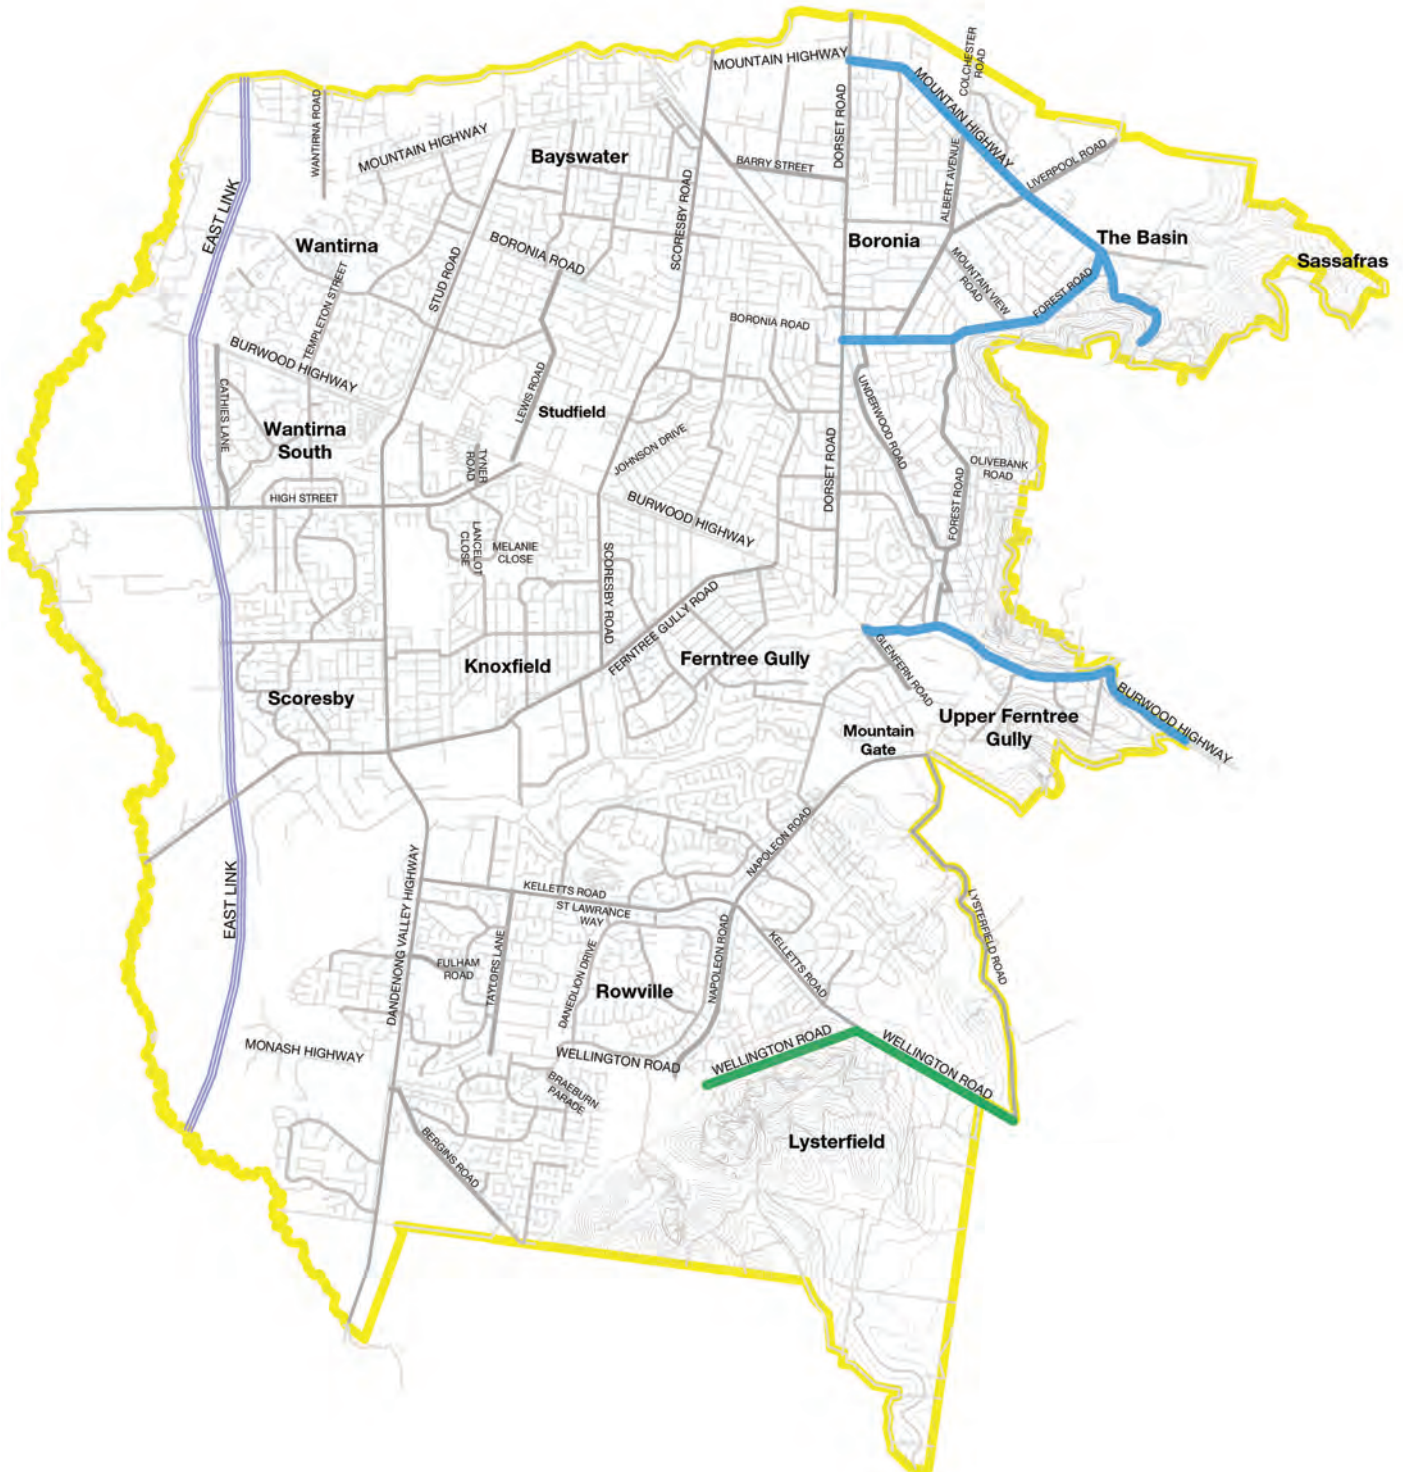 MOUNTAIN HIGHWAY
COLCHESTER
ROAD
MOUNTAIN HIGHWAY
WANTIRNA ROAD
MOUNTAIN HIGHWAY
Bayswater
BARRY STREET
DORSET ROAD
ALBERT AVENUE
LIVERPOOL ROAD
EAST LINK
SCORESBY ROAD
Wantirna
BORONIA ROAD
Boronia
The Basin
Sassafras
STUD ROAD
TEMPLETON STREET
MOUNTAIN VIEW
ROAD
FOREST ROAD
BORONIA ROAD
BURWOOD HIGHWAY
CATHIES LANE
LEWIS ROAD
Studfield
UNDERWOOD ROAD
Wantirna
South
TYNER
ROAD
JOHNSON DRIVE
DORSET ROAD
OLIVEBANK
ROAD
HIGH STREET
BURWOOD HIGHWAY
FOREST ROAD
LANCELOT
CLOSE
MELANIE
CLOSE
SCORESBY ROAD
FERNTREE GULLY ROAD
Knoxfield
Ferntree Gully
GLENFERN ROAD
Scoresby
BURWOOD HIGHWAY
Upper Ferntree
Gully
Mountain
Gate
NAPOLEON ROAD
EAST LINK
DANDENONG VALLEY HIGHWAY
KELLETTS ROAD
ST LAWRANCE
WAY
LYSTERFIELD ROAD
FULHAM
ROAD
TAYLORS LANE
DANEDLION DRIVE
NAPOLEON ROAD
KELLETTS ROAD
Rowville
MONASH HIGHWAY
WELLINGTON ROAD
WELLINGTON ROAD
WELLINGTON ROAD
BRAEBURN
PARADE
BERGINS ROAD
Lysterfield